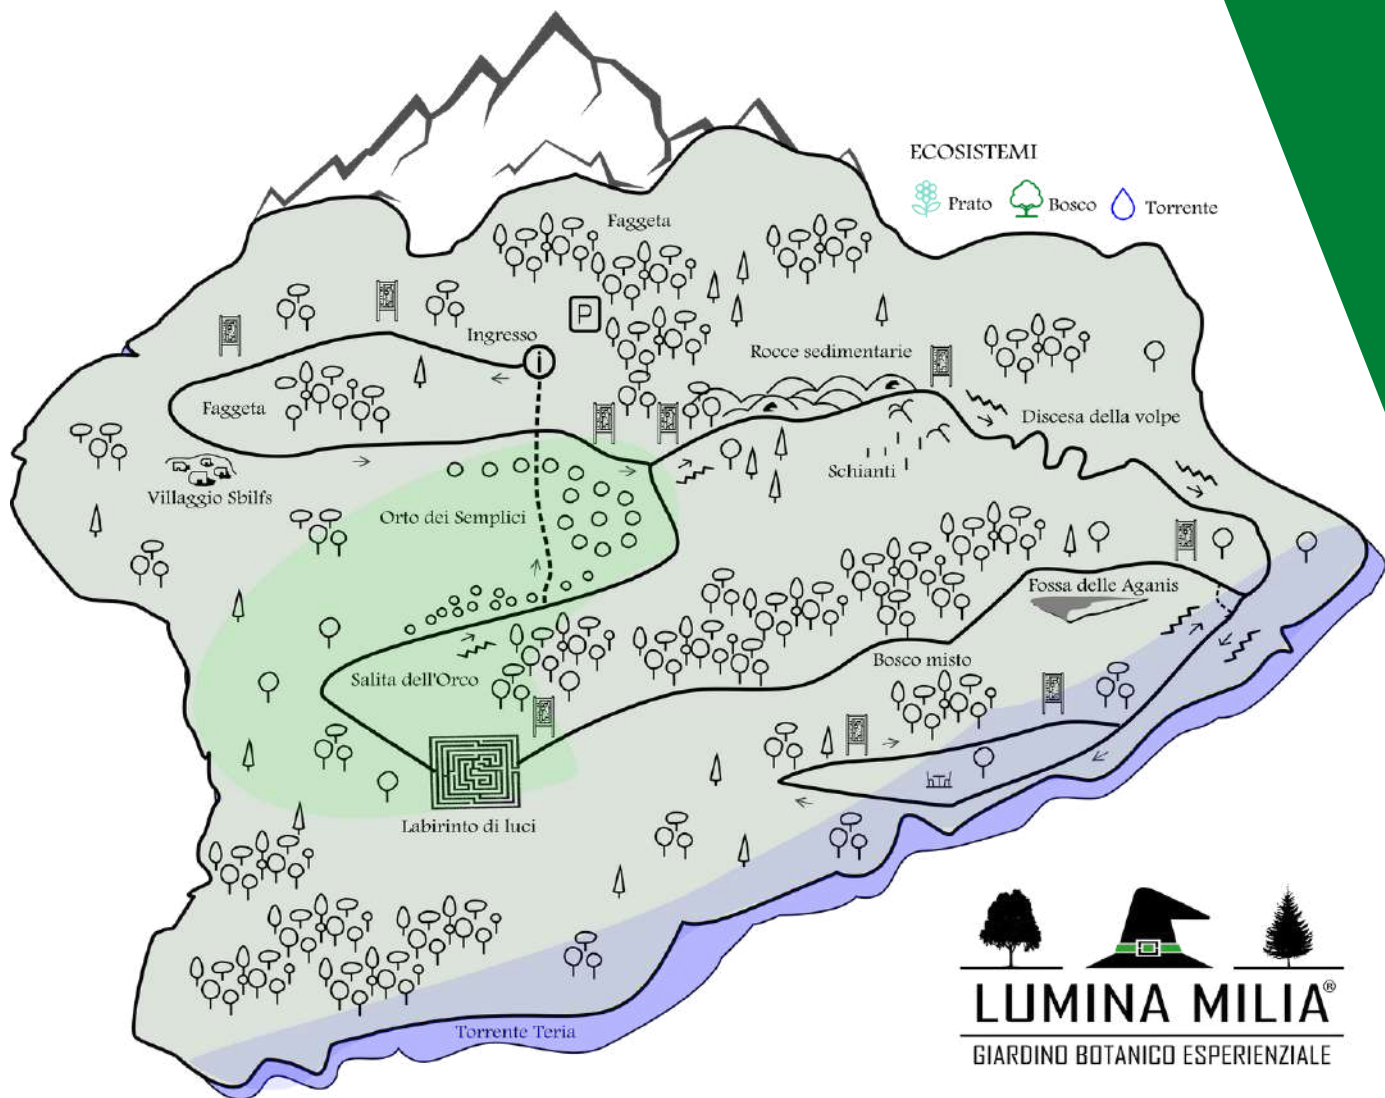 ECOSISTEMI
Prato
Bosco
Torrente
Faggeta
P
Ingresso
i
Rocce sedimentarie
Faggeta
Discesa della volpe
Schianti
Villaggio Sbilfs
Orto dei Semplici
Fossa delle Aganis
Bosco misto
Salita dell'Orco
Labirinto di luci
Torrente Teria
LUMINA MILIA®
GIARDINO BOTANICO ESPERIENZIALE